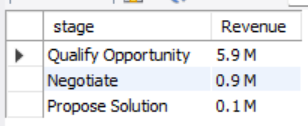 stage Revenue
Qualify Opportunity 5.9 M
Negotiate 0.9 M
Propose Solution 0.1 M